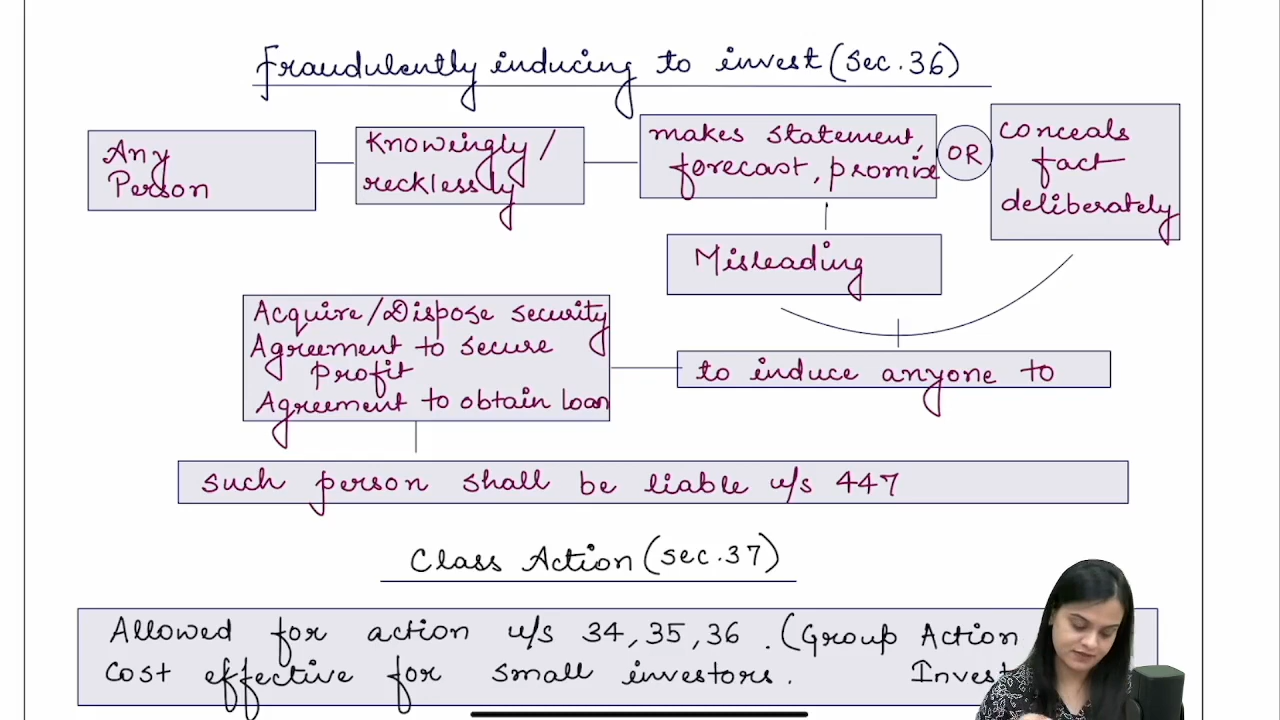 Fraudulently inducing to invest (Sec. 36)
Any
Person
Knowingly /
recklessly
makes statement,
forecast, promise
OR
conceals
fact
deliberately
Misleading
to induce anyone to
Acquire/Dispose security
Agreement to secure
profit
Agreement to obtain loan
such person shall be liable u/s 447
Class Action (sec. 37)
Allowed for action u/s 34, 35, 36 . (Group Action
cost effective for small investors.